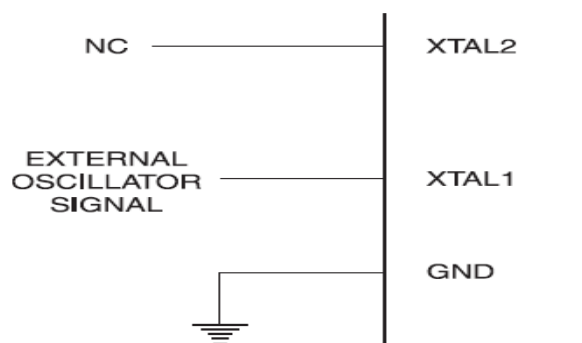 NC XTAL2
EXTERNAL
OSCILLATOR XTAL1
SIGNAL
GND